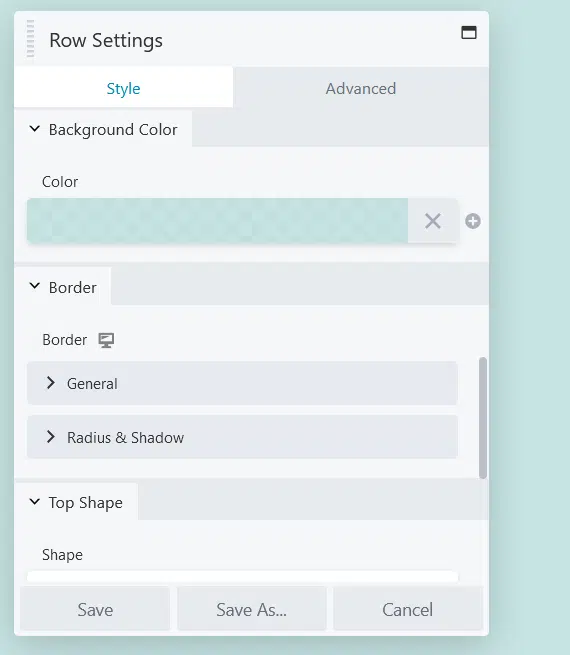 Row Settings
Style Advanced
Background Color
Color
Border
Border
General
Radius & Shadow
Top Shape
Shape
Save Save As... Cancel